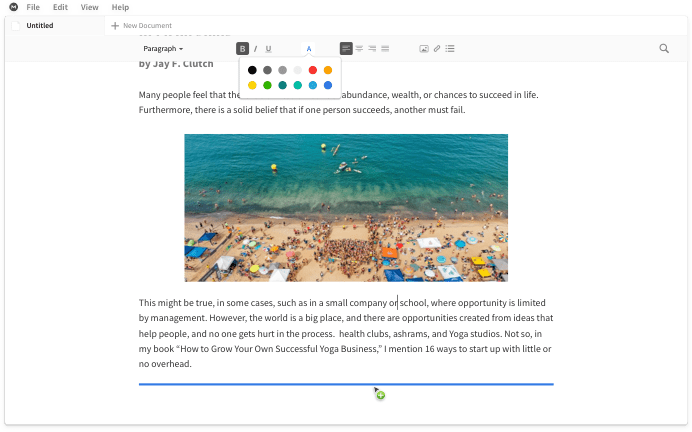 File Edit View Help
Untitled New Document
Paragraph B I U A
by Jay F. Clutch
Many people feel that the abundance, wealth, or chances to succeed in life.
Furthermore, there is a solid belief that if one person succeeds, another must fail.
This might be true, in some cases, such as in a small company or school, where opportunity is limited
by management. However, the world is a big place, and there are opportunities created from ideas that
help people, and no one gets hurt in the process. health clubs, ashrams, and Yoga studios. Not so, in
my book “How to Grow Your Own Successful Yoga Business,” I mention 16 ways to start up with little or
no overhead.